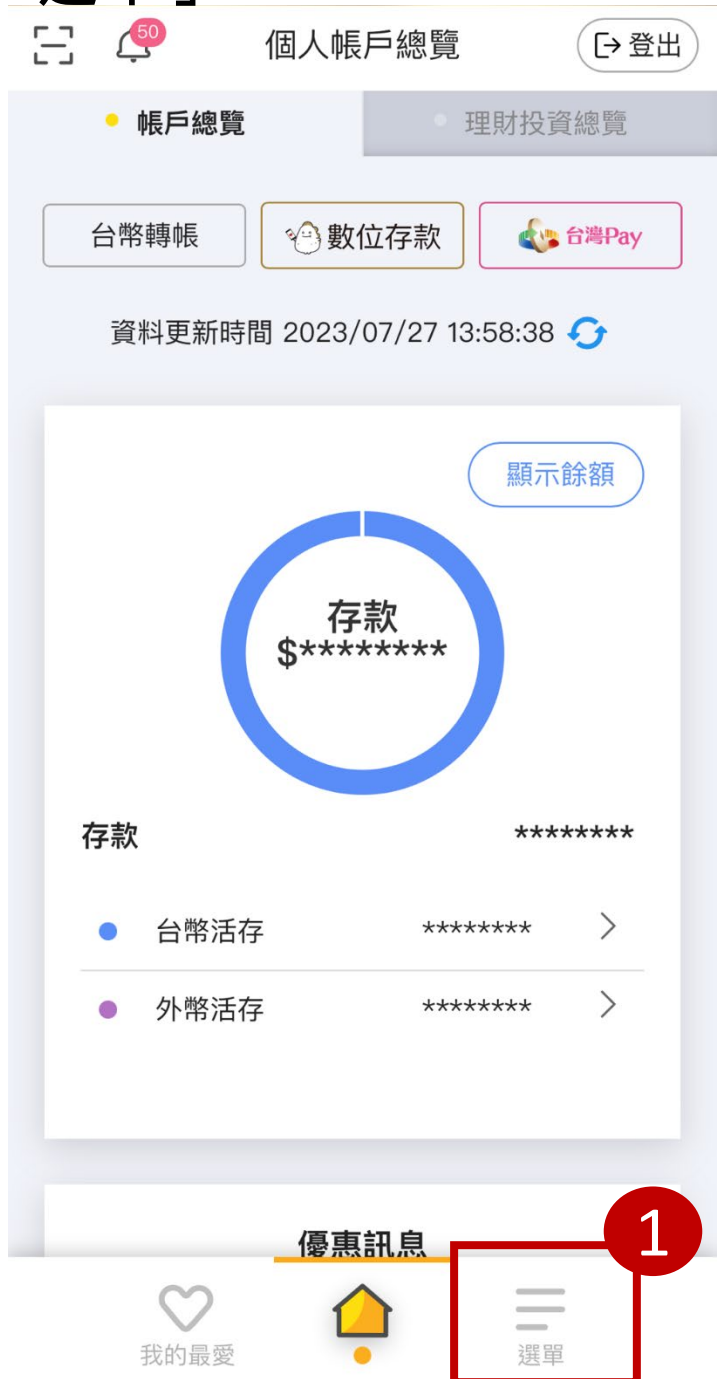 選單」
50
個人帳戶總覽
登出
帳戶總覽
理財投資總覽
台幣轉帳
數位存款
台灣Pay
資料更新時間 2023/07/27 13:58:38
顯示餘額
存款
$********
存款 ********
台幣活存 ********
外幣活存 ********
優惠訊息
1
我的最愛
選單